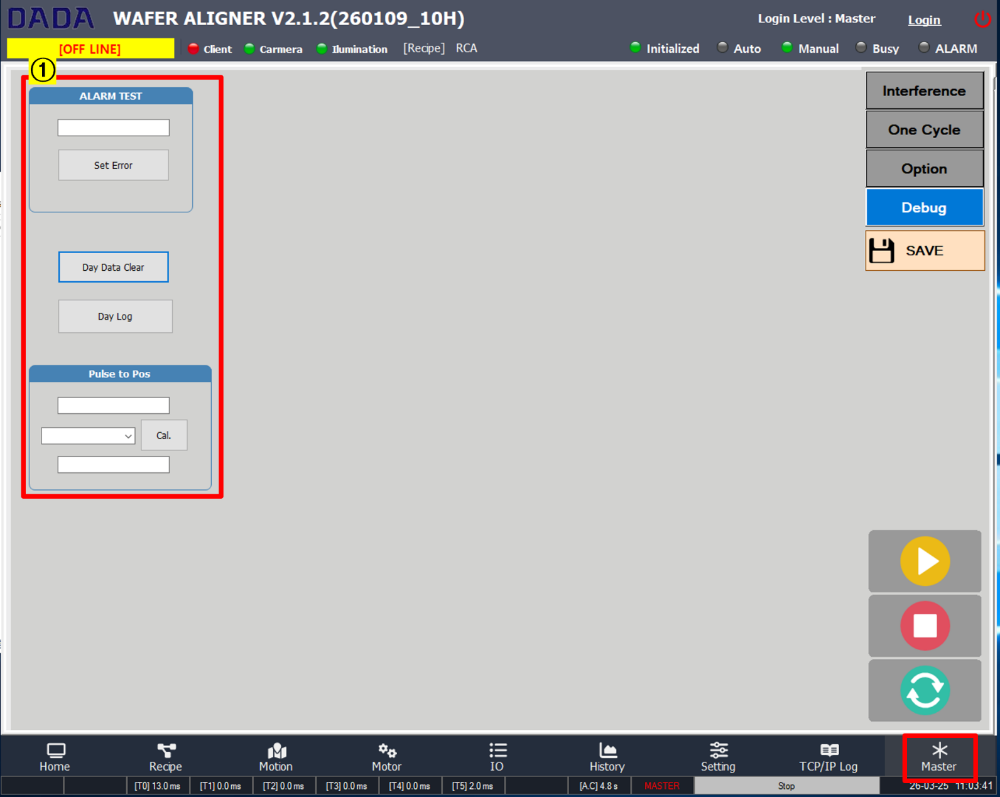 DADA WAFER ALIGNER V2.1.2(260109_10H) Login Level : Master Login
[OFF LINE] Client Carmera Ilumination [Recipe] RCA Initialized Auto Manual Busy ALARM
①
ALARM TEST
Set Error
Day Data Clear
Day Log
Pulse to Pos
Cal.
Interference
One Cycle
Option
Debug
SAVE
Home Recipe Motion Motor IO History Setting TCP/IP Log Master
[T0] 13.0 ms [T1] 0.0 ms [T2] 0.0 ms [T3] 0.0 ms [T4] 0.0 ms [T5] 2.0 ms [A.C] 4.8 s MASTER Stop 26-03-25 11:03:41